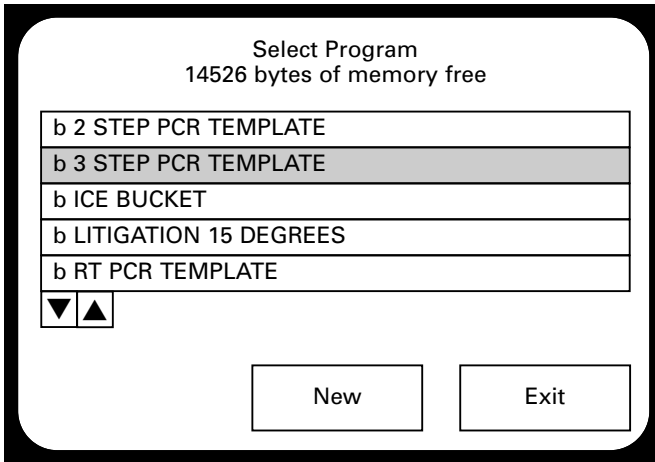 Select Program
14526 bytes of memory free
b 2 STEP PCR TEMPLATE
b 3 STEP PCR TEMPLATE
b ICE BUCKET
b LITIGATION 15 DEGREES
b RT PCR TEMPLATE
New
Exit